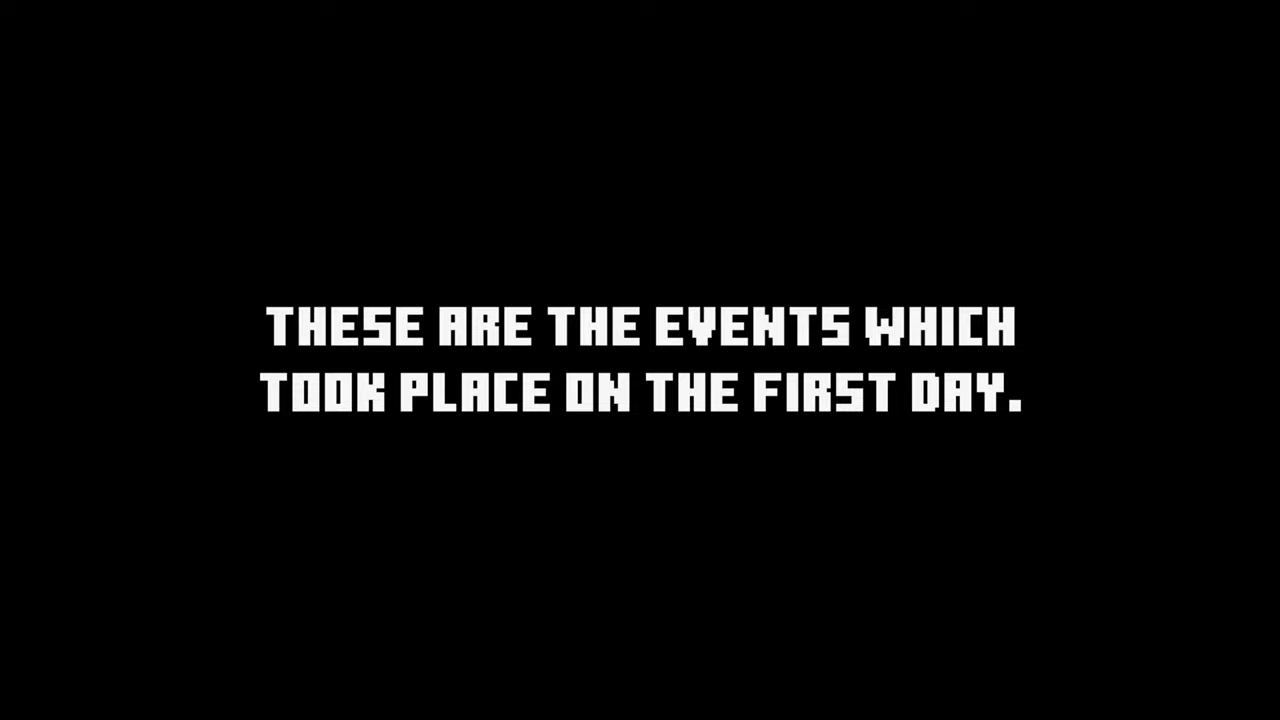 THESE ARE THE EVENTS WHICH
TOOK PLACE ON THE FIRST DAY.